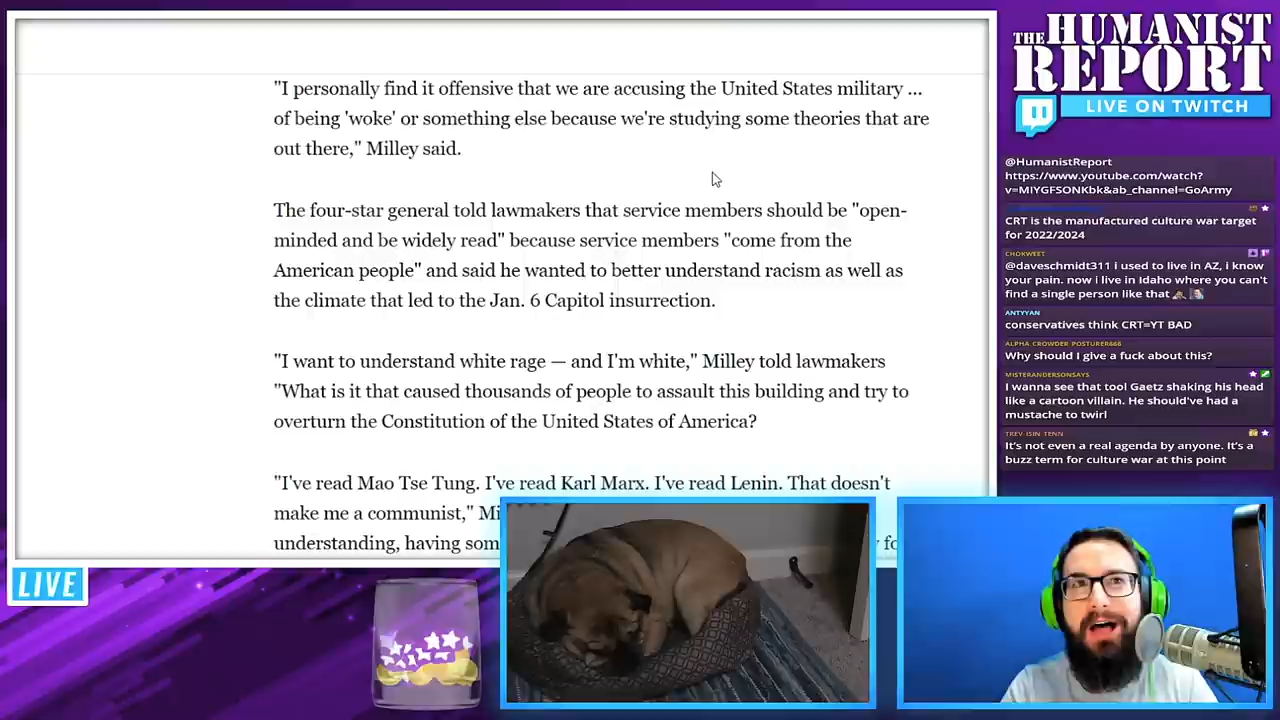 "I personally find it offensive that we are accusing the United States military ...
of being 'woke' or something else because we're studying some theories that are
out there," Milley said.
The four-star general told lawmakers that service members should be "open-
minded and be widely read" because service members "come from the
American people" and said he wanted to better understand racism as well as
the climate that led to the Jan. 6 Capitol insurrection.
"I want to understand white rage — and I'm white," Milley told lawmakers
"What is it that caused thousands of people to assault this building and try to
overturn the Constitution of the United States of America?
"I've read Mao Tse Tung. I've read Karl Marx. I've read Lenin. That doesn't
make me a communist," Mi
understanding, having som
THE HUMANIST
REPORT
LIVE ON TWITCH
@HumanistReport
https://www.youtube.com/watch?
v=MIYGFSONKbk&ab_channel=GoArmy
CRT is the manufactured culture war target
for 2022/2024
CHOKWEET
@daveschmidt311 i used to live in AZ, i know
your pain. now i live in idaho where you can't
find a single person like that
ANTYYAN
conservatives think CRT=YT BAD
ALPHA_CROWDER_POSTURER666
Why should I give a fuck about this?
MISTERANDERSONSAYS
I wanna see that tool Gaetz shaking his head
like a cartoon villain. He should've had a
mustache to twirl
TREV_ISIN_TENN
It's not even a real agenda by anyone. It's a
buzz term for culture war at this point
LIVE